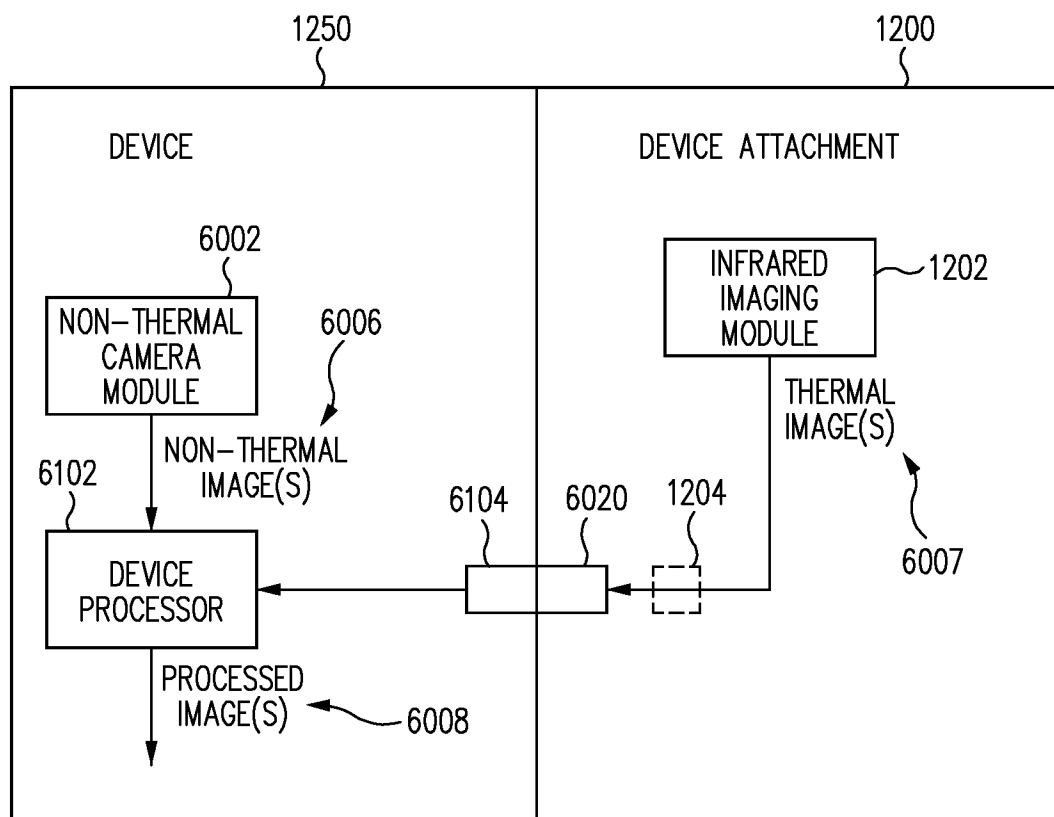 1250
1200
DEVICE
DEVICE ATTACHMENT
6002
NON-THERMAL
CAMERA
MODULE
6006
NON-THERMAL
IMAGE(S)
INFRARED
IMAGING
MODULE
1202
THERMAL
IMAGE(S)
6007
6102
DEVICE
PROCESSOR
6104
6020
1204
PROCESSED
IMAGE(S)
6008